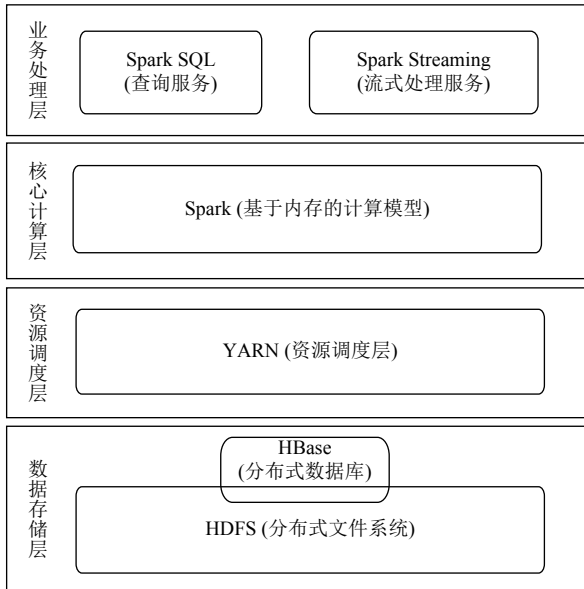 业务处理层
Spark SQL
(查询服务)
Spark Streaming
(流式处理服务)
核心计算层
Spark (基于内存的计算模型)
资源调度层
YARN (资源调度层)
数据存储层
HBase
(分布式数据库)
HDFS (分布式文件系统)